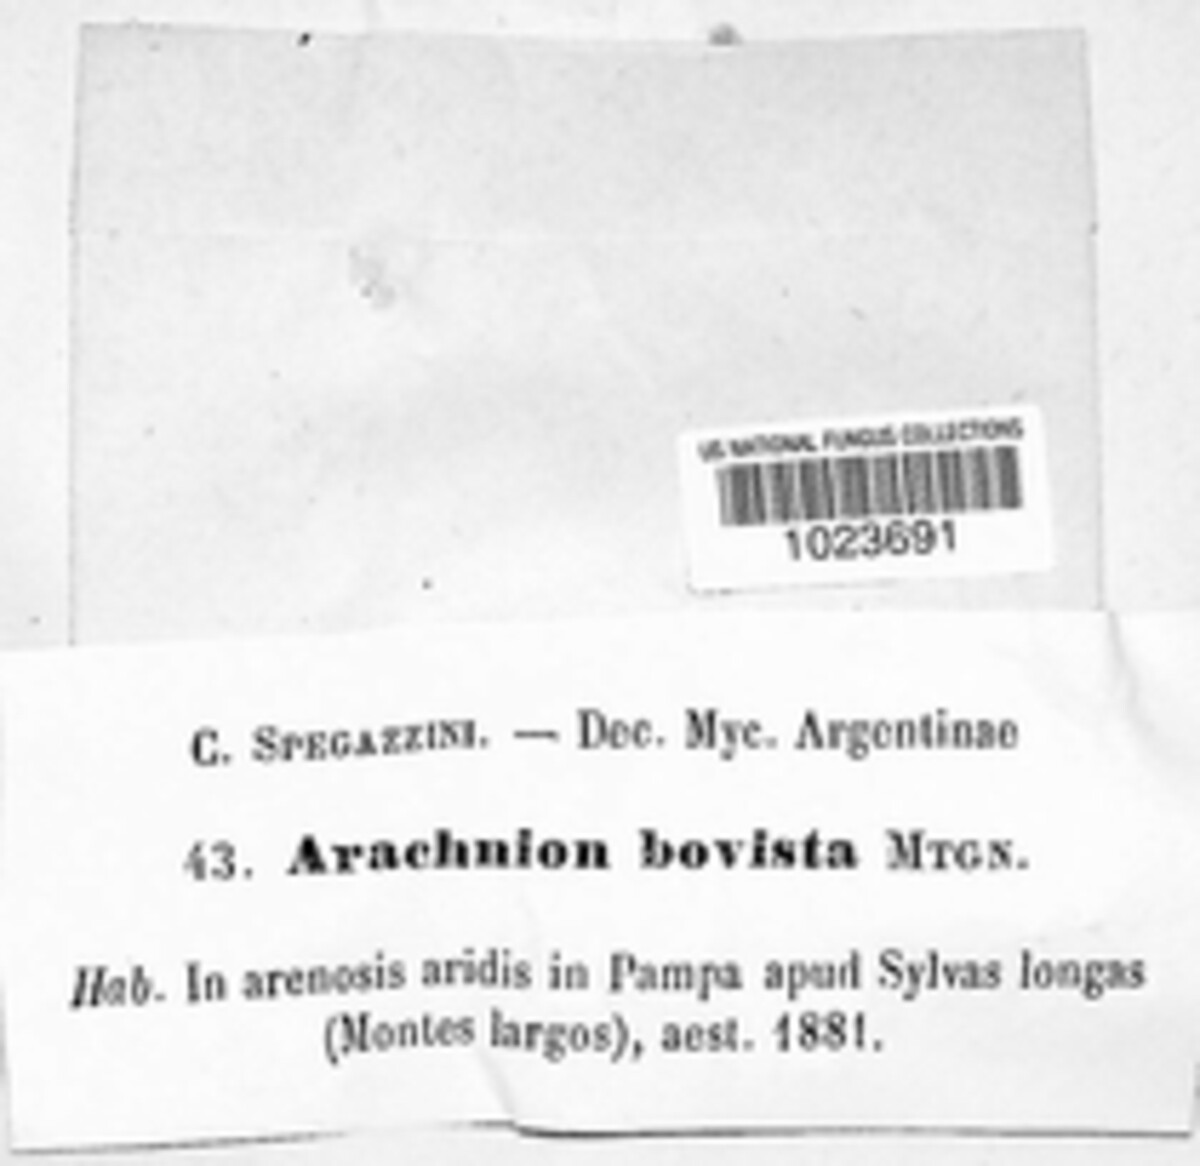 US NATIONAL FUNGUS COLLECTIONS
1023691
C. SPEGAZZINI. — Dec. Myc. Argentinae
43. Arachnion bovista MTGN.
Hab. In arenosis aridis in Pampa apud Sylvas longas
(Montes largos), aest. 1881.